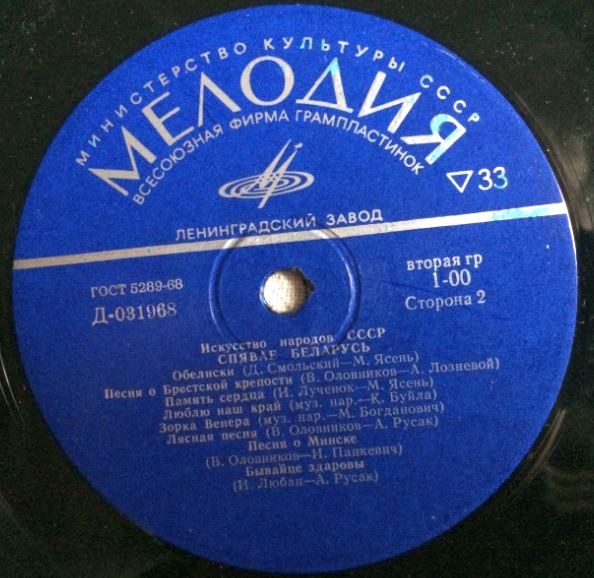 МИНИСТЕРСТВО КУЛЬТУРЫ СССР
МЕЛОДИЯ
ВСЕСОЮЗНАЯ ФИРМА ГРАМПЛАСТИНОК
▽33
ЛЕНИНГРАДСКИЙ ЗАВОД
ГОСТ 5289-68
Д-031968
вторая гр
1-00
Сторона 2
Искусство народов СССР
СПЯВАЕ БЕЛАРУСЬ
Обелиски (Д. Смольский—М. Ясень)
Песня о Брестской крепости (В. Оловников—А. Лозневой)
Память сердца (И. Лученок—М. Ясень)
Люблю наш край (муз. нар.—К. Буйла)
Зорка Венера (муз. нар.—М. Богданович)
Лясная песня (В. Оловников—А. Русак)
Песня о Минске
(В. Оловников—И. Панкевич)
Бывайце здаровы
(И. Любан—А. Русак)